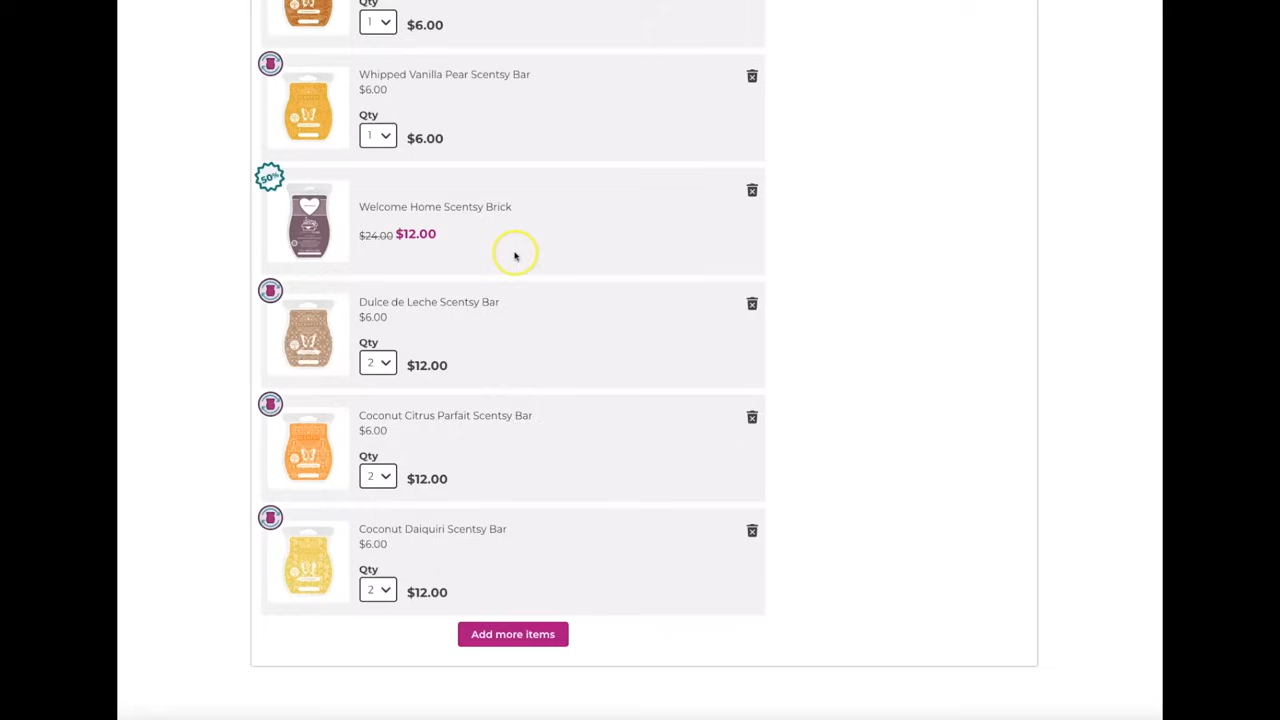 Qty
1 $6.00
Whipped Vanilla Pear Scentsy Bar
$6.00
Qty
1 $6.00
50%
Welcome Home Scentsy Brick
$24.00 $12.00
Dulce de Leche Scentsy Bar
$6.00
Qty
2 $12.00
Coconut Citrus Parfait Scentsy Bar
$6.00
Qty
2 $12.00
Coconut Daiquiri Scentsy Bar
$6.00
Qty
2 $12.00
Add more items